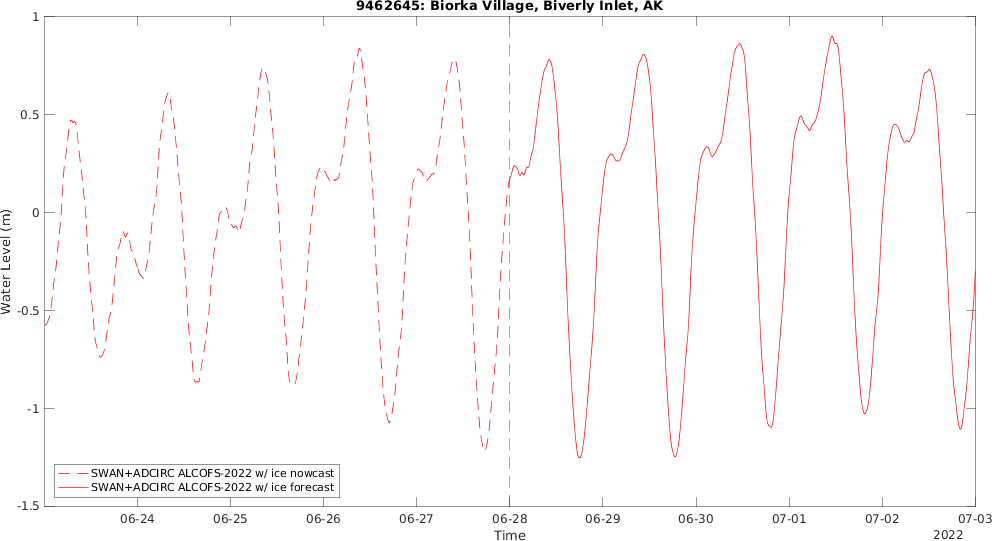 9462645: Biorka Village, Biverly Inlet, AK
1
0.5
0
-0.5
-1
-1.5
Water Level (m)
SWAN+ADCIRC ALCOFS-2022 w/ ice nowcast
SWAN+ADCIRC ALCOFS-2022 w/ ice forecast
06-24 06-25 06-26 06-27 06-28 06-29 06-30 07-01 07-02 07-03
Time
2022